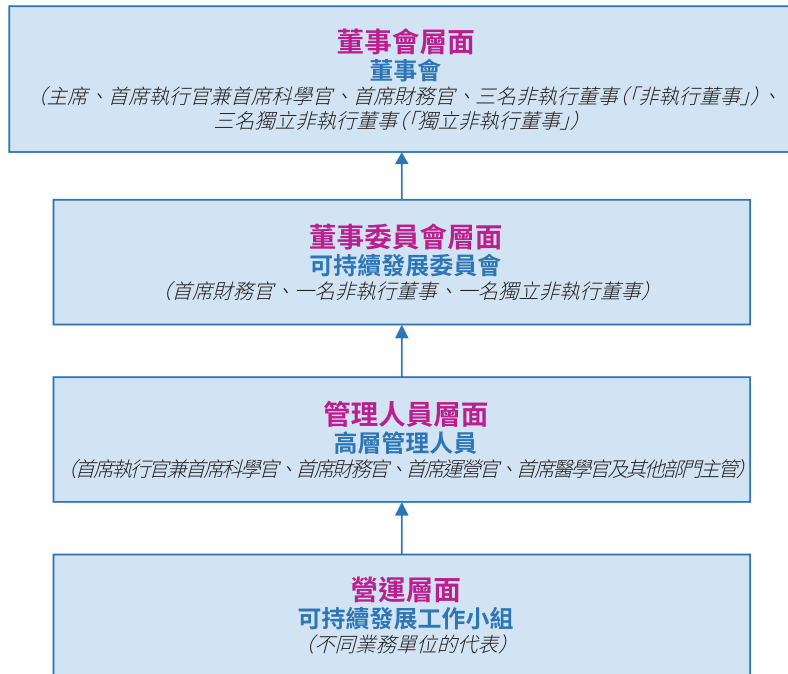 董事會層面
董事會
（主席、首席執行官兼首席科學官、首席財務官、三名非執行董事（「非執行董事」）、
三名獨立非執行董事（「獨立非執行董事」）
董事委員會層面
可持續發展委員會
（首席財務官、一名非執行董事、一名獨立非執行董事）
管理人員層面
高層管理人員
（首席執行官兼首席科學官、首席財務官、首席運營官、首席醫學官及其他部門主管）
營運層面
可持續發展工作小組
（不同業務單位的代表）